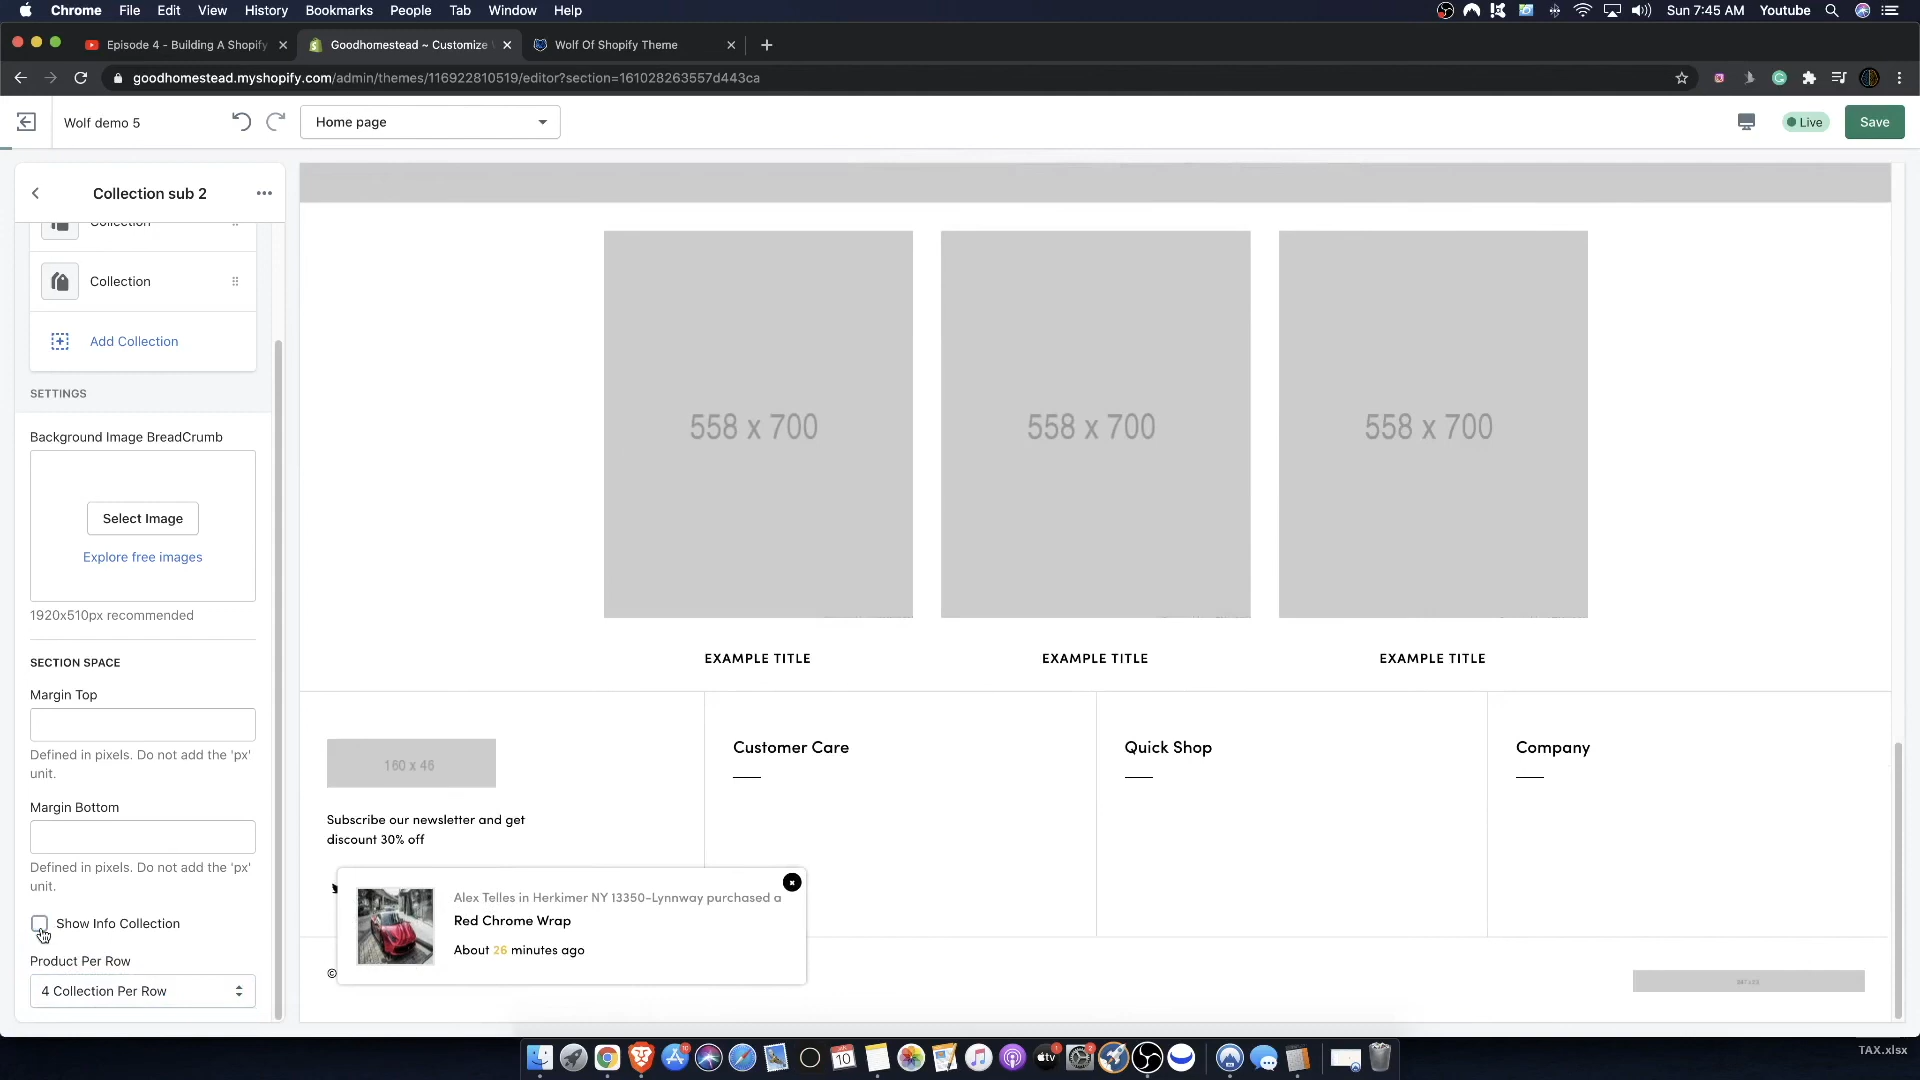 Chrome File Edit View History Bookmarks People Tab Window Help
Sun 7:45 AM Youtube
Episode 4 - Building A Shopify
Goodhomestead ~ Customize
Wolf Of Shopify Theme
goodhomestead.myshopify.com/admin/themes/116922810519/editor?section=161028263557d443ca
Wolf demo 5
Home page
Live
Save
Collection sub 2
Collection
Collection
Add Collection
SETTINGS
Background Image BreadCrumb
Select Image
Explore free images
1920x510px recommended
SECTION SPACE
Margin Top
Defined in pixels. Do not add the 'px'
unit.
Margin Bottom
Defined in pixels. Do not add the 'px'
unit.
Show Info Collection
Product Per Row
4 Collection Per Row
558 x 700
558 x 700
558 x 700
EXAMPLE TITLE
EXAMPLE TITLE
EXAMPLE TITLE
160 x 46
Subscribe our newsletter and get
discount 30% off
Customer Care
Quick Shop
Company
Alex Telles in Herkimer NY 13350-Lynnway purchased a
Red Chrome Wrap
About 26 minutes ago
©
TAX.xlsx